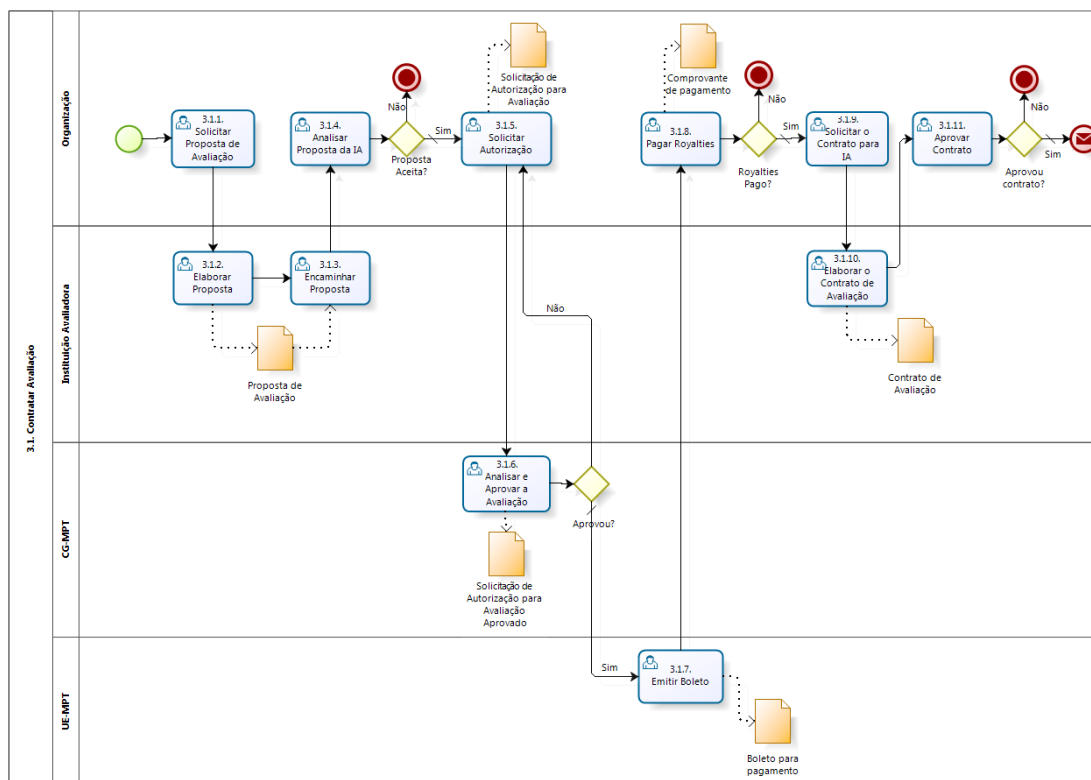 3.1. Contratar Avaliação
Organização
3.1.1.
Solicitar
Proposta de
Avaliação
3.1.4.
Analisar
Proposta da IA
Não
Proposta
Aceita?
Sim
Solicitação de
Autorização para
Avaliação
3.1.5.
Solicitar
Autorização
Comprovante
de pagamento
3.1.8.
Pagar Royalties
Não
Royalties
Pago?
Sim
3.1.9.
Solicitar o
Contrato para
IA
3.1.11.
Aprovar
Contrato
Não
Aprovou
contrato?
Sim
Instituição Avaliadora
3.1.2.
Elaborar
Proposta
3.1.3.
Encaminhar
Proposta
Proposta de
Avaliação
Não
3.1.10.
Elaborar o
Contrato de
Avaliação
Contrato de
Avaliação
CG-MPT
3.1.6.
Analisar e
Aprovar a
Avaliação
Aprovou?
Solicitação de
Autorização para
Avaliação
Aprovado
UE-MPT
Sim
3.1.7.
Emitir Boleto
Boleto para
pagamento